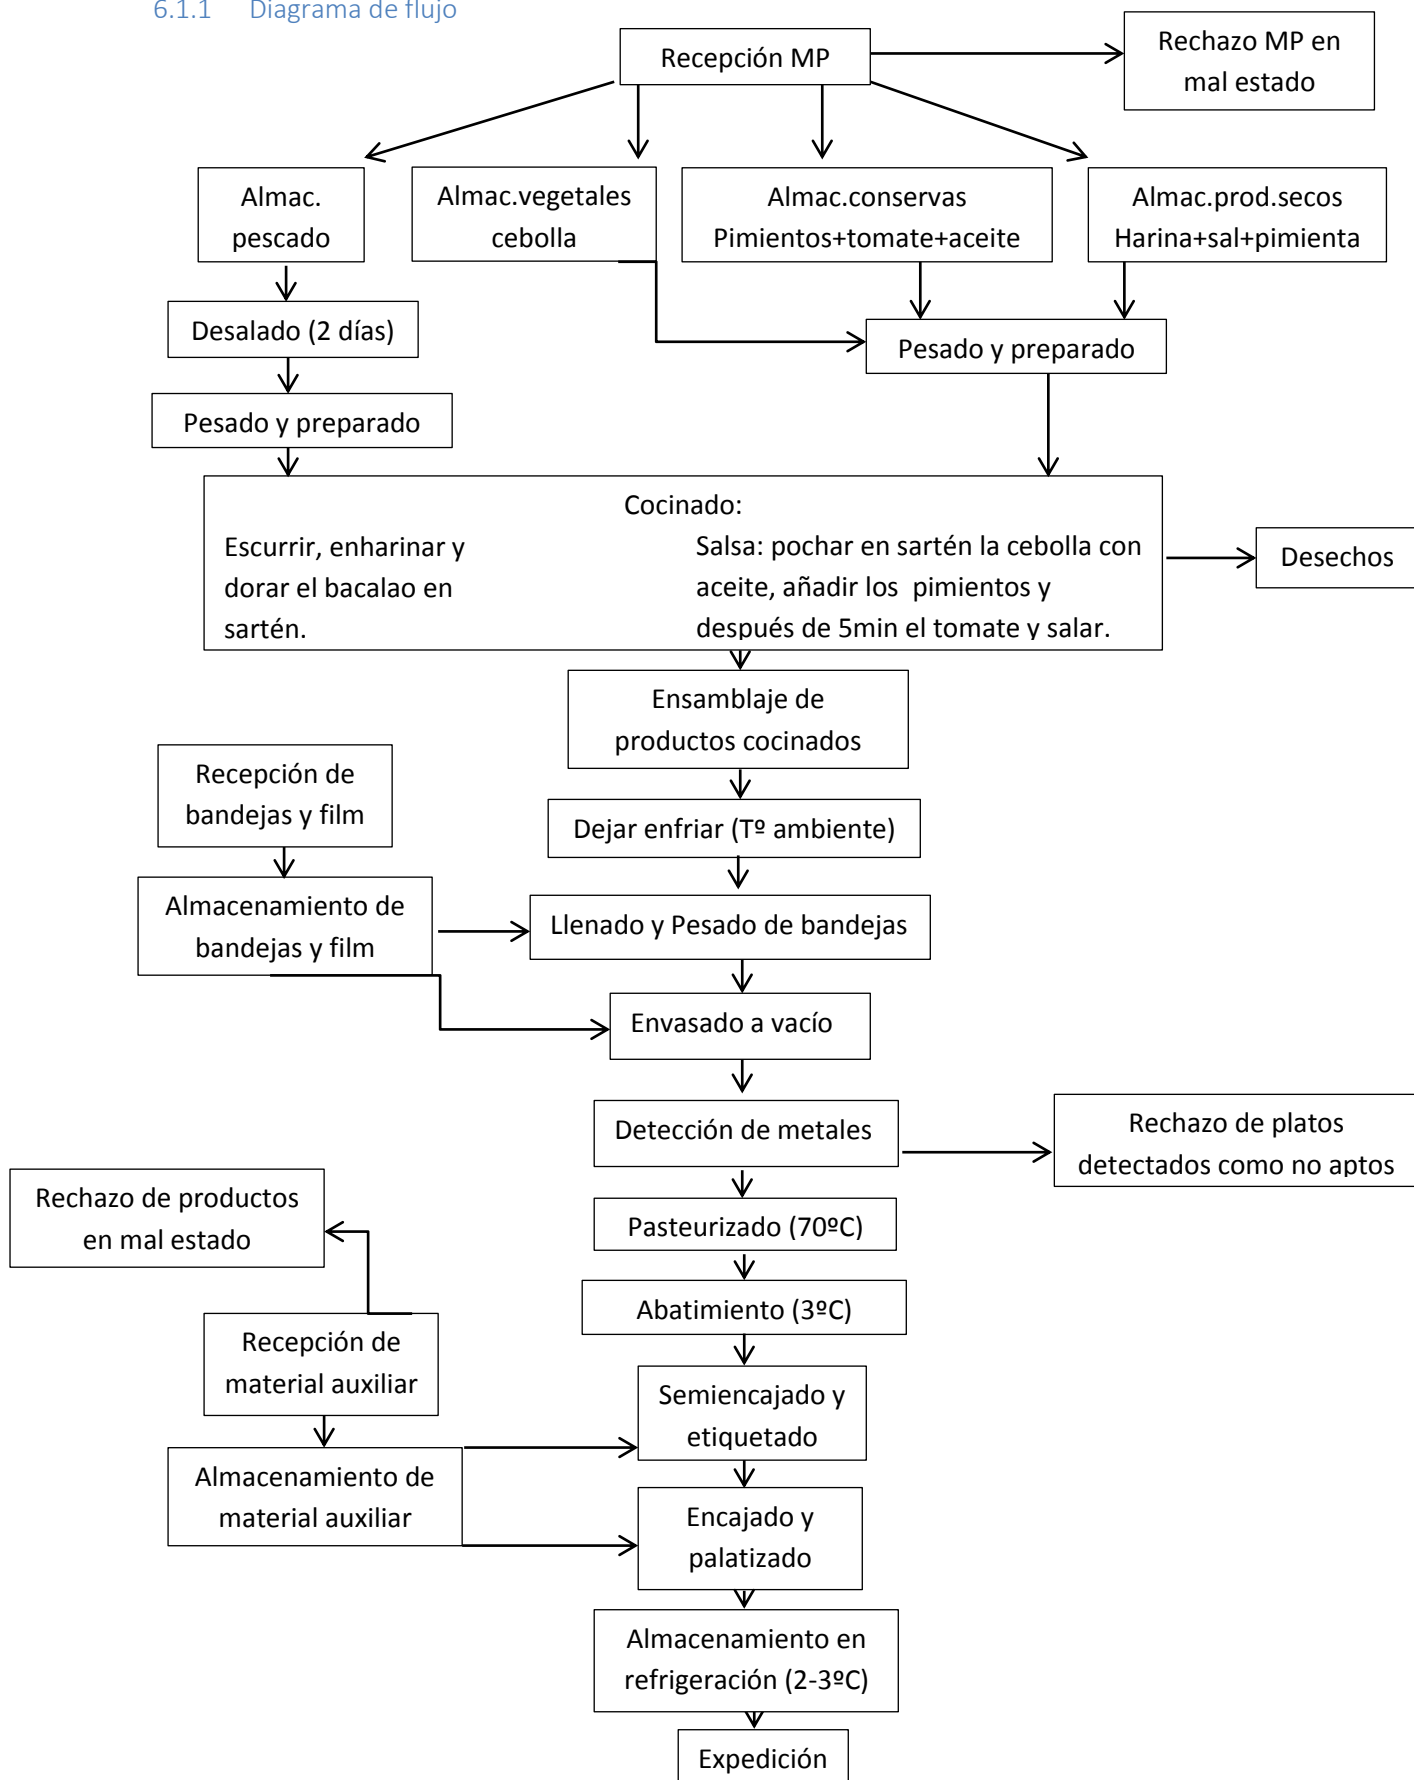 6.1.1 Diagrama de flujo
Recepción MP
Rechazo MP en
mal estado
Almac.
pescado
Almac.vegetales
cebolla
Almac.conservas
Pimientos+tomate+aceite
Almac.prod.secos
Harina+sal+pimienta
Desalado (2 días)
Pesado y preparado
Pesado y preparado
Cocinado:
Escurrir, enharinar y
dorar el bacalao en
sartén.
Salsa: pochar en sartén la cebolla con
aceite, añadir los pimientos y
después de 5min el tomate y salar.
Desechos
Ensamblaje de
productos cocinados
Recepción de
bandejas y film
Dejar enfriar (Tº ambiente)
Almacenamiento de
bandejas y film
Llenado y Pesado de bandejas
Envasado a vacío
Detección de metales
Rechazo de platos
detectados como no aptos
Rechazo de productos
en mal estado
Pasteurizado (70ºC)
Abatimiento (3ºC)
Recepción de
material auxiliar
Semiencajado y
etiquetado
Almacenamiento de
material auxiliar
Encajado y
palatizado
Almacenamiento en
refrigeración (2-3ºC)
Expedición